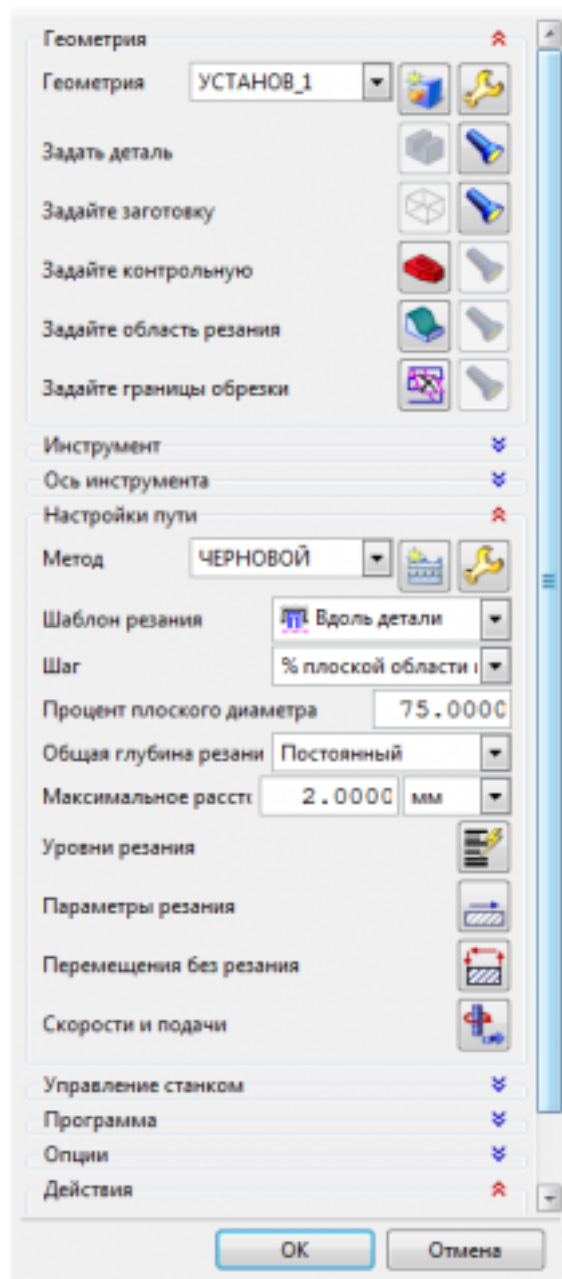 Геометрия
Геометрия УСТАНОВ_1
Задать деталь
Задайте заготовку
Задайте контрольную
Задайте область резания
Задайте границы обрезки
Инструмент
Ось инструмента
Настройки пути
Метод ЧЕРНОВОЙ
Шаблон резания Вдоль детали
Шаг % плоской области
Процент плоского диаметра 75.0000
Общая глубина резани Постоянный
Максимальное расстс 2.0000 мм
Уровни резания
Параметры резания
Перемещения без резания
Скорости и подачи
Управление станком
Программа
Опции
Действия
ОК Отмена